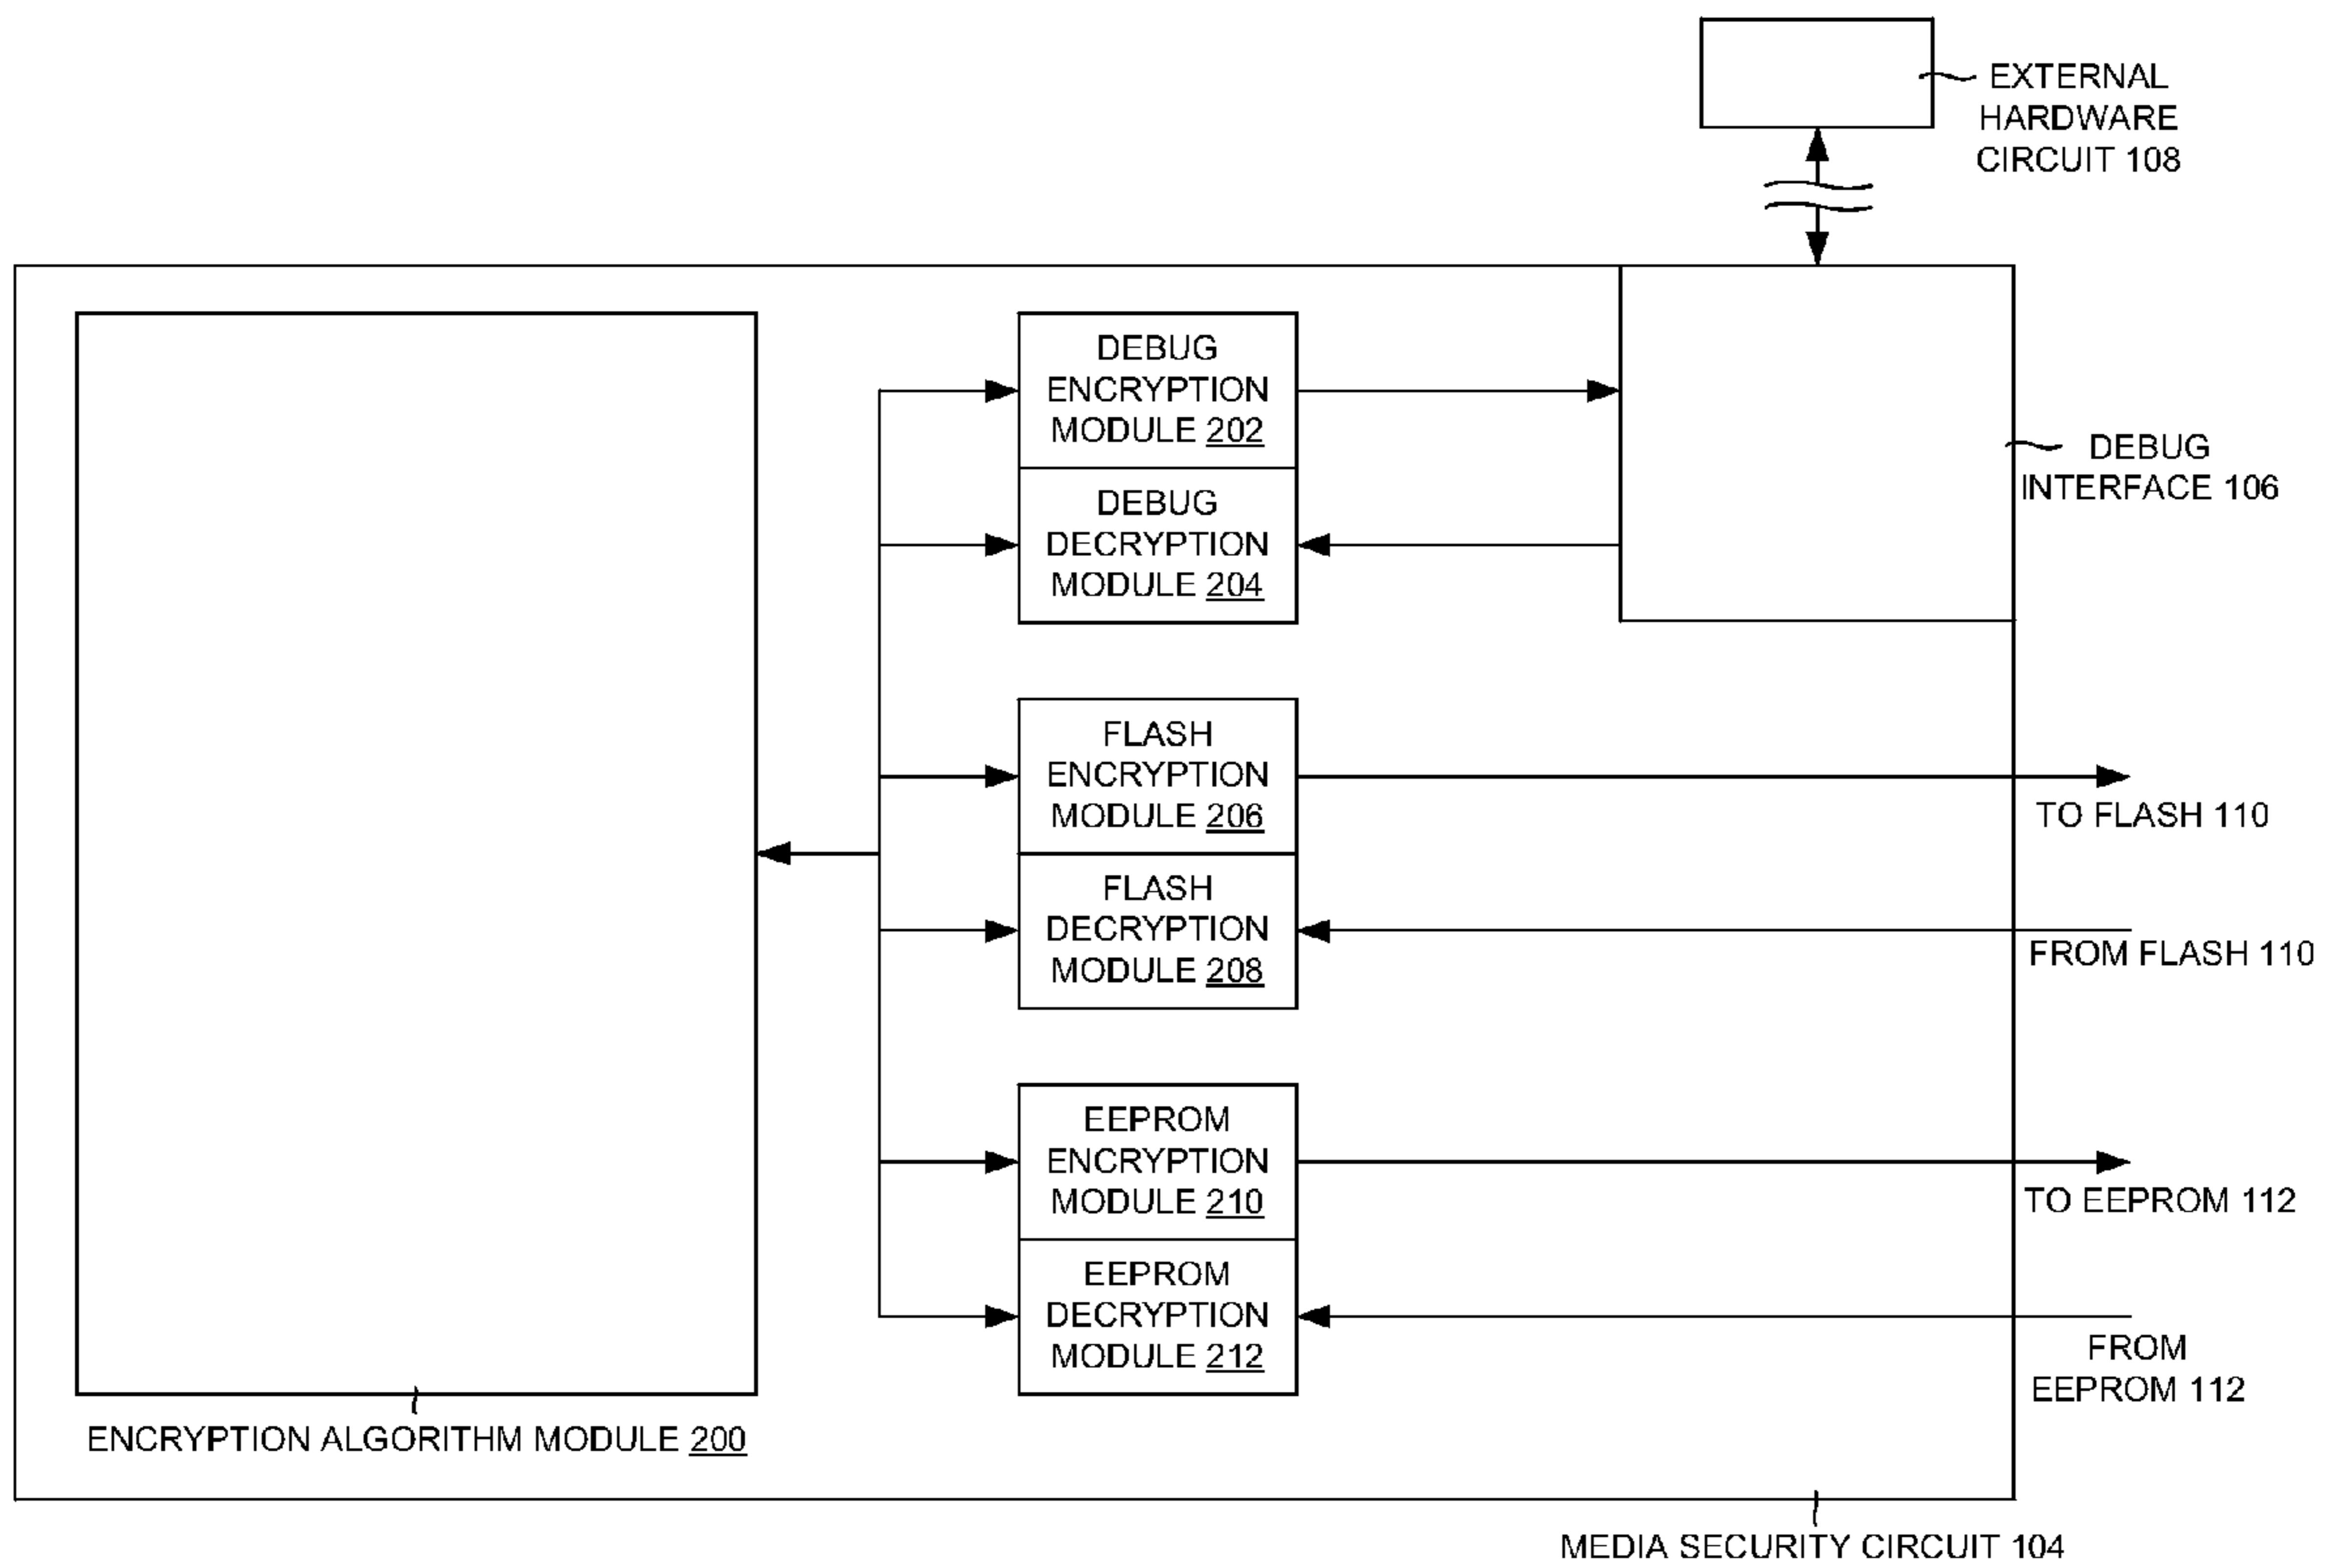 EXTERNAL
HARDWARE
CIRCUIT 108
DEBUG
ENCRYPTION
MODULE 202
DEBUG
DECRYPTION
MODULE 204
DEBUG
INTERFACE 106
FLASH
ENCRYPTION
MODULE 206
TO FLASH 110
FLASH
DECRYPTION
MODULE 208
FROM FLASH 110
EEPROM
ENCRYPTION
MODULE 210
TO EEPROM 112
EEPROM
DECRYPTION
MODULE 212
FROM
EEPROM 112
ENCRYPTION ALGORITHM MODULE 200
MEDIA SECURITY CIRCUIT 104